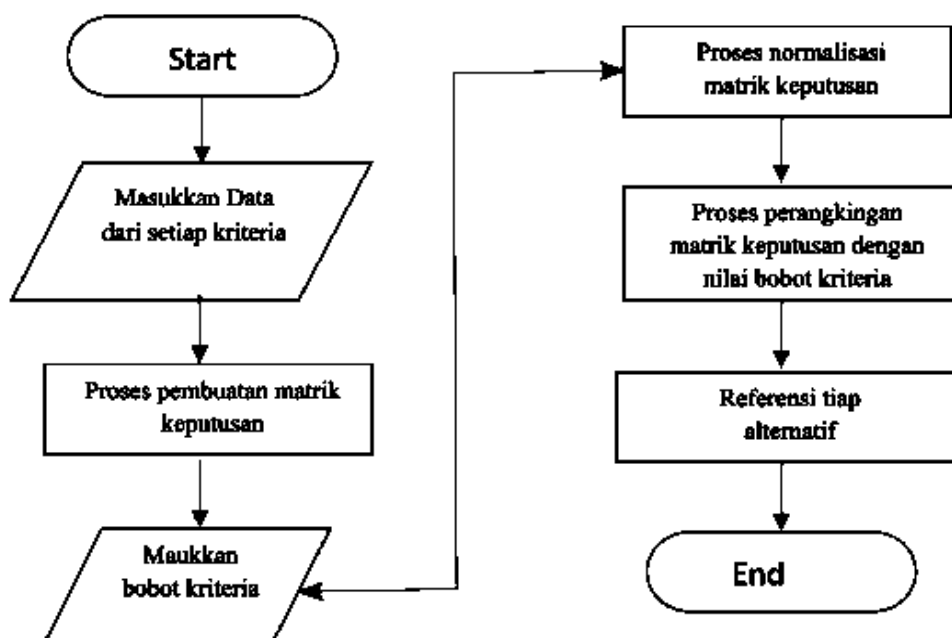 Start
Masukkan Data
dari setiap kriteria
Proses pembuatan matrik
keputusan
Maukkan
bobot kriteria
Proses normalisasi
matrik keputusan
Proses perangkingan
matrik keputusan dengan
nilai bobot kriteria
Referensi tiap
alternatif
End